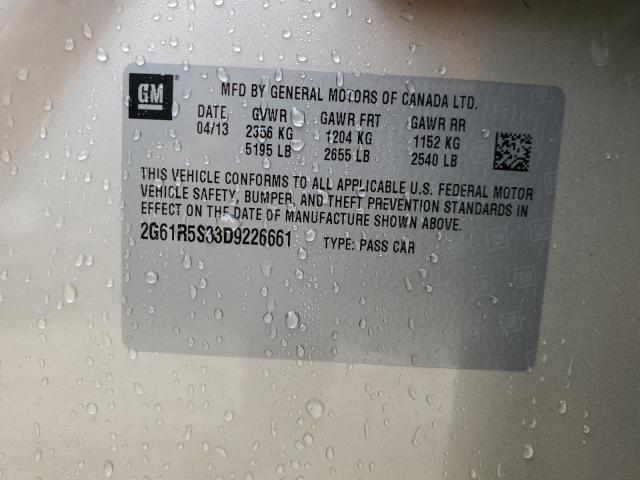 GM ® MFD BY GENERAL MOTORS OF CANADA LTD.
DATE GVWR GAWR FRT GAWR RR
04/13 2356 KG 1204 KG 1152 KG
5195 LB 2655 LB 2540 LB
THIS VEHICLE CONFORMS TO ALL APPLICABLE U.S. FEDERAL MOTOR
VEHICLE SAFETY, BUMPER, AND THEFT PREVENTION STANDARDS IN
EFFECT ON THE DATE OF MANUFACTURE SHOWN ABOVE.
2G61R5S33D9226661 TYPE: PASS CAR